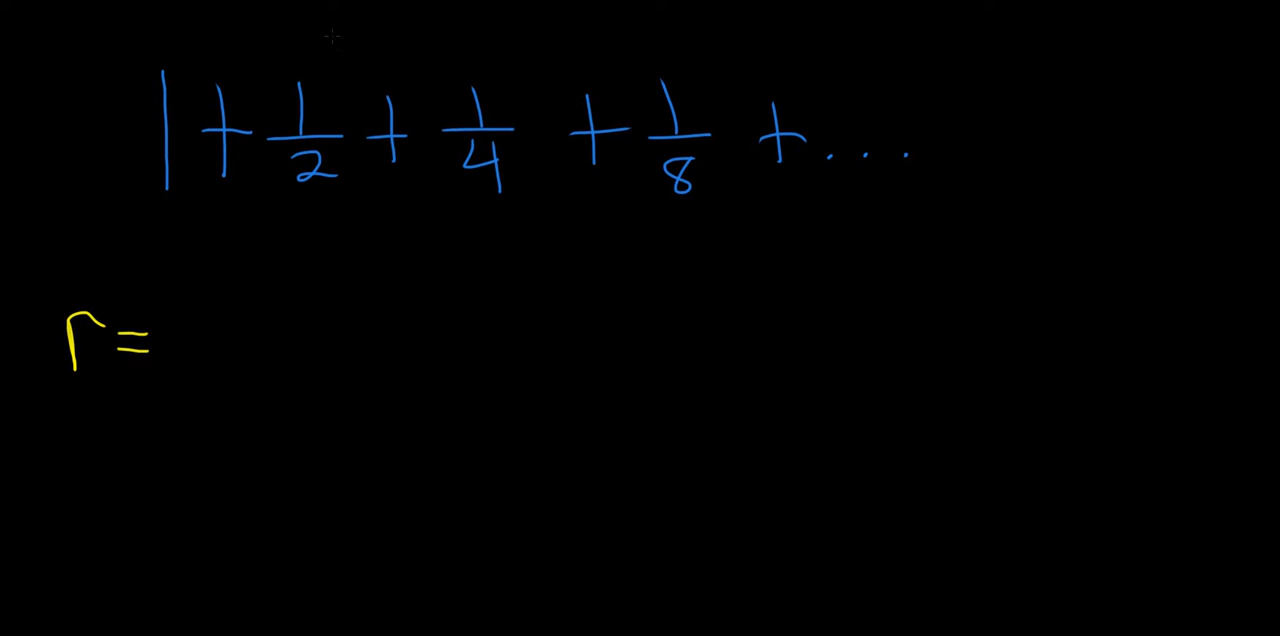 1 + 1/2 + 1/4 + 1/8 + ...
r =